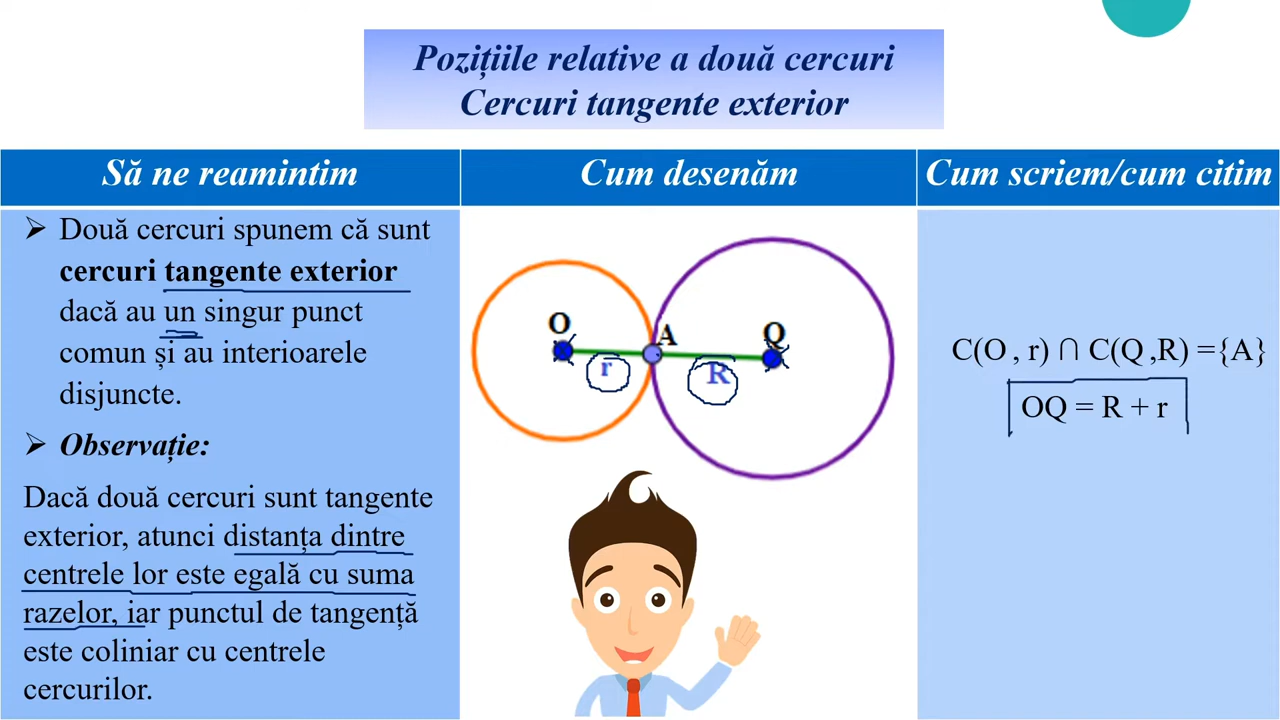 Pozițiile relative a două cercuri
Cercuri tangente exterior
Să ne reamintim
Cum desenăm
Cum scriem/cum citim
➢ Două cercuri spunem că sunt
cercuri tangente exterior
dacă au un singur punct
comun și au interioarele
disjuncte.
➢ Observație:
Dacă două cercuri sunt tangente
exterior, atunci distanța dintre
centrele lor este egală cu suma
razelor, iar punctul de tangență
este coliniar cu centrele
cercurilor.
O
A
Q
r
R
C(O , r) ∩ C(Q ,R) ={A}
OQ = R + r